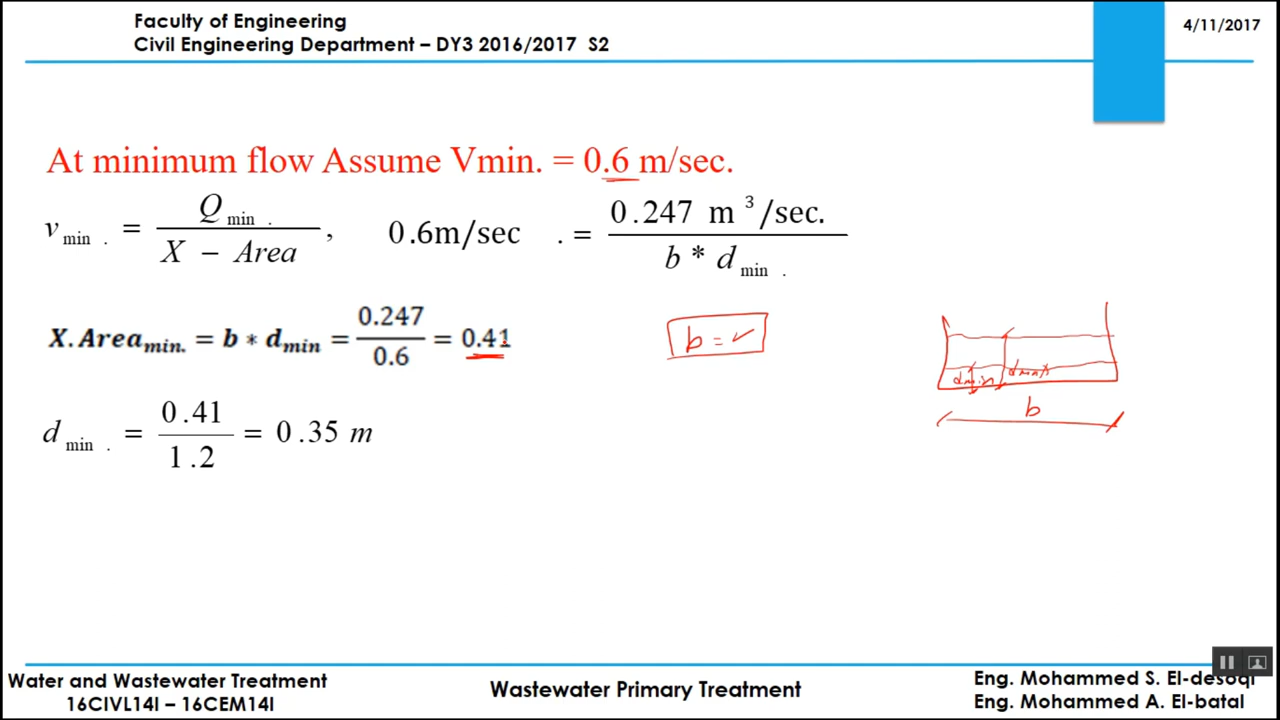 Faculty of Engineering
Civil Engineering Department – DY3 2016/2017 S2
4/11/2017
At minimum flow Assume Vmin. = 0.6 m/sec.
v min . = Q min . / X − Area , 0.6m/sec . = 0.247 m ³/sec. / b * d min .
X.Area min. = b * d min = 0.247 / 0.6 = 0.41
b = ✓
d min . = 0.41 / 1.2 = 0.35 m
dmin
b
Water and Wastewater Treatment
16CIVL14I – 16CEM14I
Wastewater Primary Treatment
Eng. Mohammed S. El-desoqi
Eng. Mohammed A. El-batal